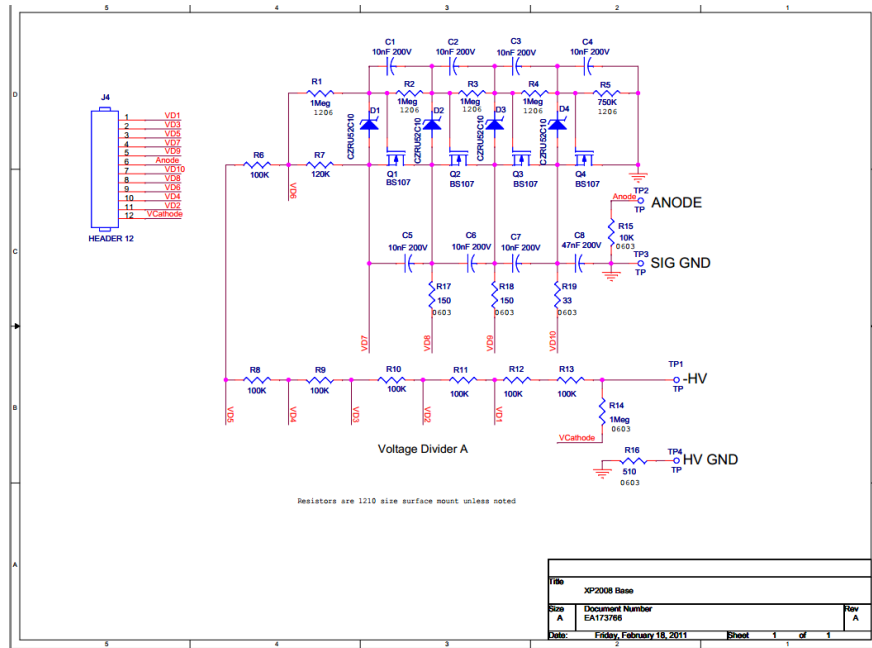 5
4
3
2
1
D
C
B
A
J4
1
2
3
4
5
6
7
8
9
10
11
12
VD1
VD3
VD5
VD7
VD9
Anode
VD10
VD8
VD6
VD4
VD2
VCathode
HEADER 12
C1
10nF 200V
C2
10nF 200V
C3
10nF 200V
C4
10nF 200V
R1
1Meg
1206
R2
1Meg
1206
R3
1Meg
1206
R4
1Meg
1206
R5
750K
1206
D1
CZRU52C10
D2
CZRU52C10
D3
CZRU52C10
D4
CZRU52C10
Q1
BS107
Q2
BS107
Q3
BS107
Q4
BS107
R6
100K
R7
120K
VD6
Anode
TP2
TP
ANODE
R15
10K
0603
TP3
TP
SIG GND
C5
10nF 200V
C6
10nF 200V
C7
10nF 200V
C8
47nF 200V
R17
150
0603
R18
150
0603
R19
33
0603
VD7
VD8
VD9
VD10
R8
100K
R9
100K
R10
100K
R11
100K
R12
100K
R13
100K
TP1
TP
-HV
VD5
VD4
VD3
VD2
VD1
R14
1Meg
0603
VCathode
Voltage Divider A
R16
510
0603
TP4
TP
HV GND
Resistors are 1210 size surface mount unless noted
Title
XP2008 Base
Size
A
Document Number
EA173766
Rev
A
Date:
Friday, February 18, 2011
Sheet
1
of
1
5
4
3
2
1